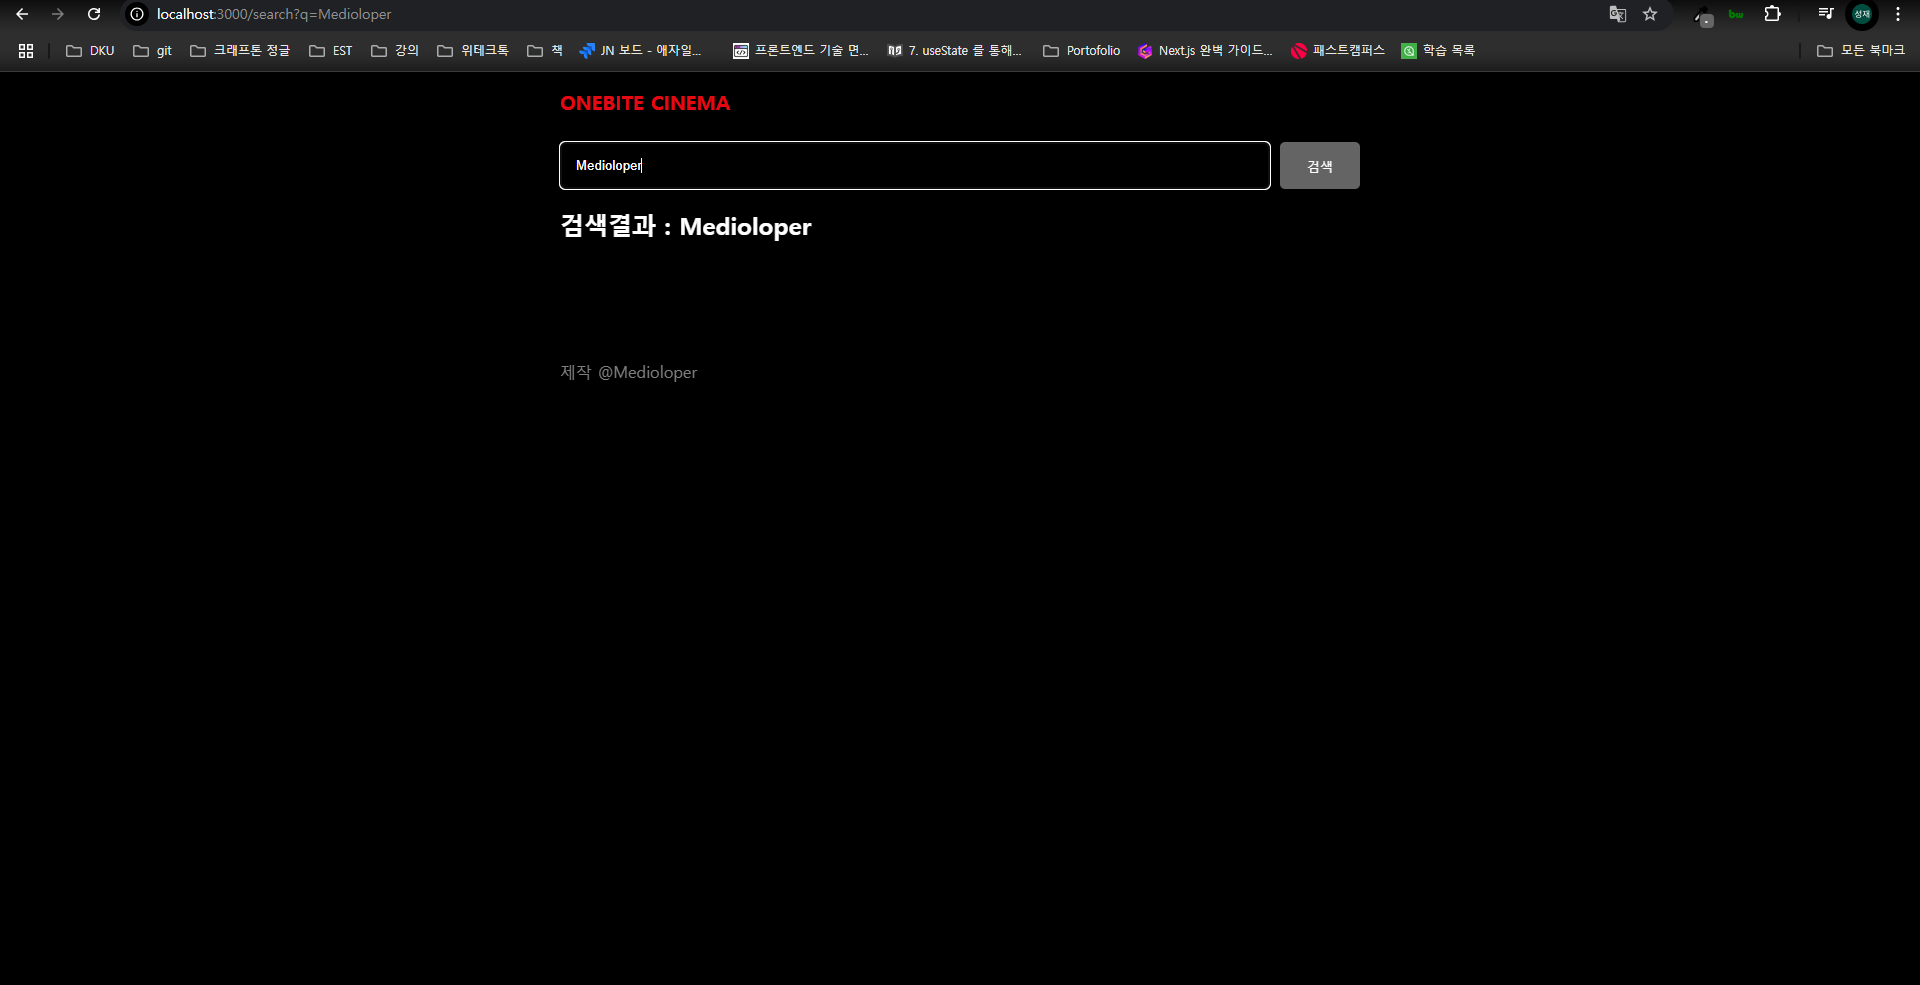 localhost:3000/search?q=Medioloper
성재
DKU git 크래프톤 정글 EST 강의 위테크톡 책 JN 보드 - 애자일... 프론트엔드 기술 면... 7. useState 를 통해... Portofolio Next.js 완벽 가이드... 패스트캠퍼스 학습 목록 모든 북마크
ONEBITE CINEMA
Medioloper 검색
검색결과 : Medioloper
제작 @Medioloper